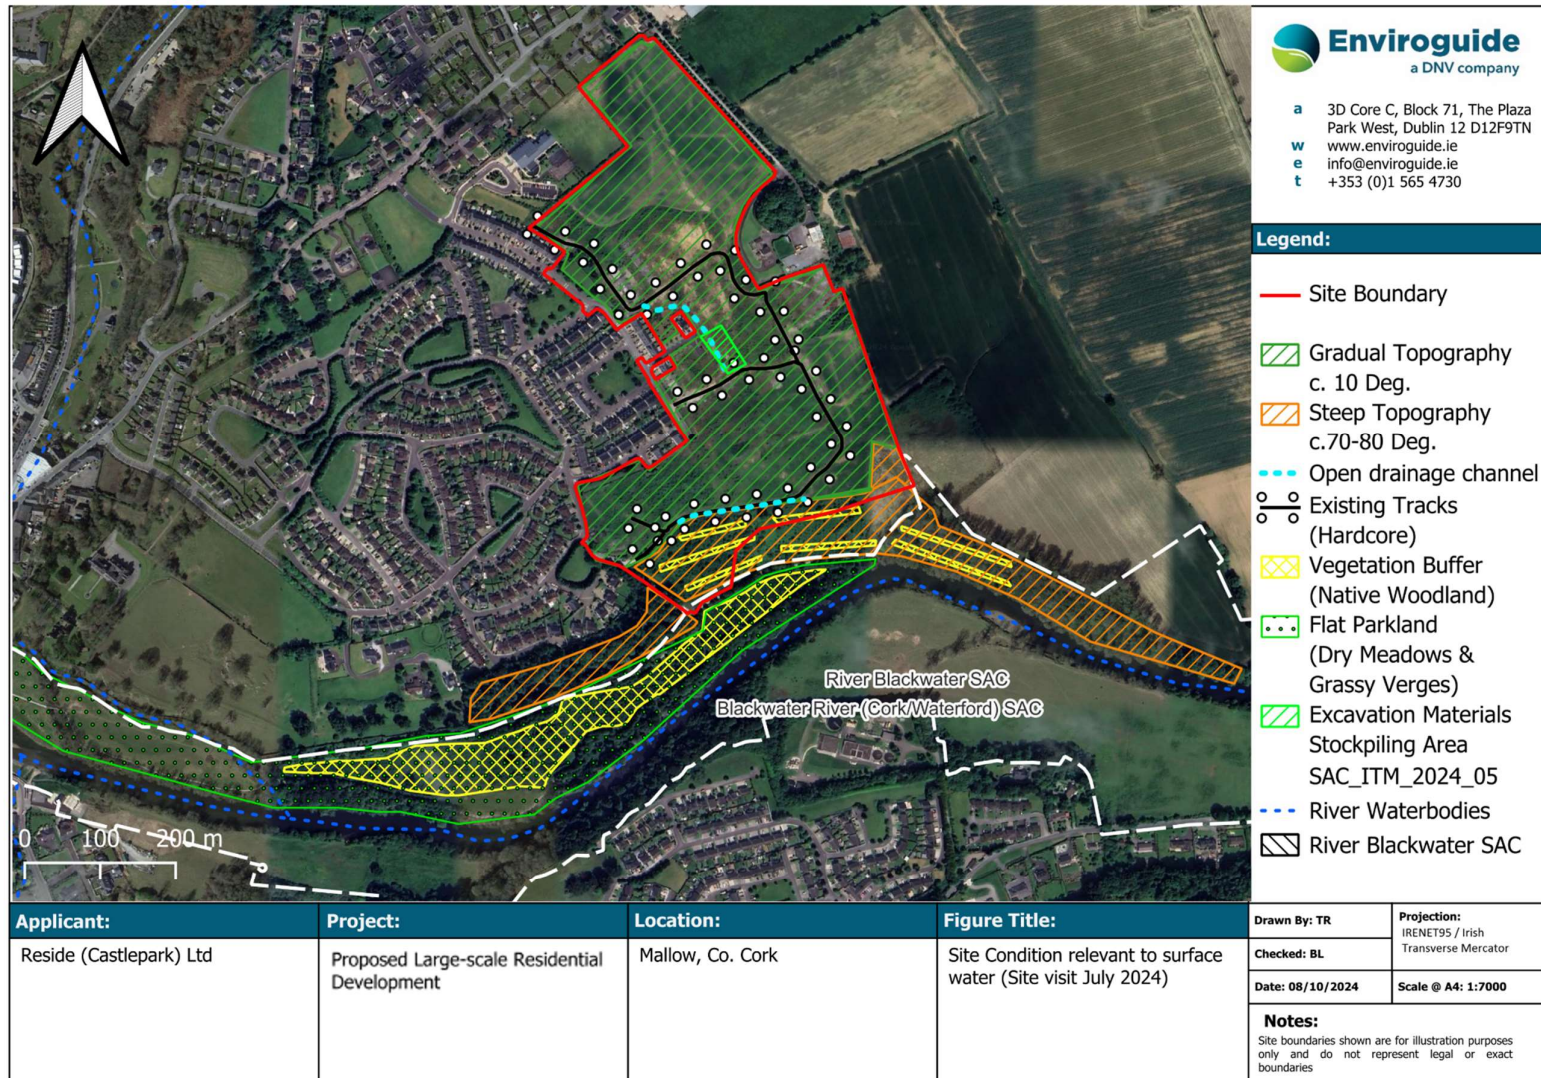 Enviroguide
a DNV company
a 3D Core C, Block 71, The Plaza
Park West, Dublin 12 D12F9TN
w www.enviroguide.ie
e info@enviroguide.ie
t +353 (0)1 565 4730
Legend:
Site Boundary
Gradual Topography
c. 10 Deg.
Steep Topography
c.70-80 Deg.
Open drainage channel
Existing Tracks
(Hardcore)
Vegetation Buffer
(Native Woodland)
Flat Parkland
(Dry Meadows &
Grassy Verges)
Excavation Materials
Stockpiling Area
SAC_ITM_2024_05
River Waterbodies
River Blackwater SAC
River Blackwater SAC
Blackwater River (Cork/Waterford) SAC
0 100 200 m
Applicant:
Reside (Castlepark) Ltd
Project:
Proposed Large-scale Residential
Development
Location:
Mallow, Co. Cork
Figure Title:
Site Condition relevant to surface
water (Site visit July 2024)
Drawn By: TR
Checked: BL
Date: 08/10/2024
Projection:
IRENET95 / Irish
Transverse Mercator
Scale @ A4: 1:7000
Notes:
Site boundaries shown are for illustration purposes
only and do not represent legal or exact
boundaries